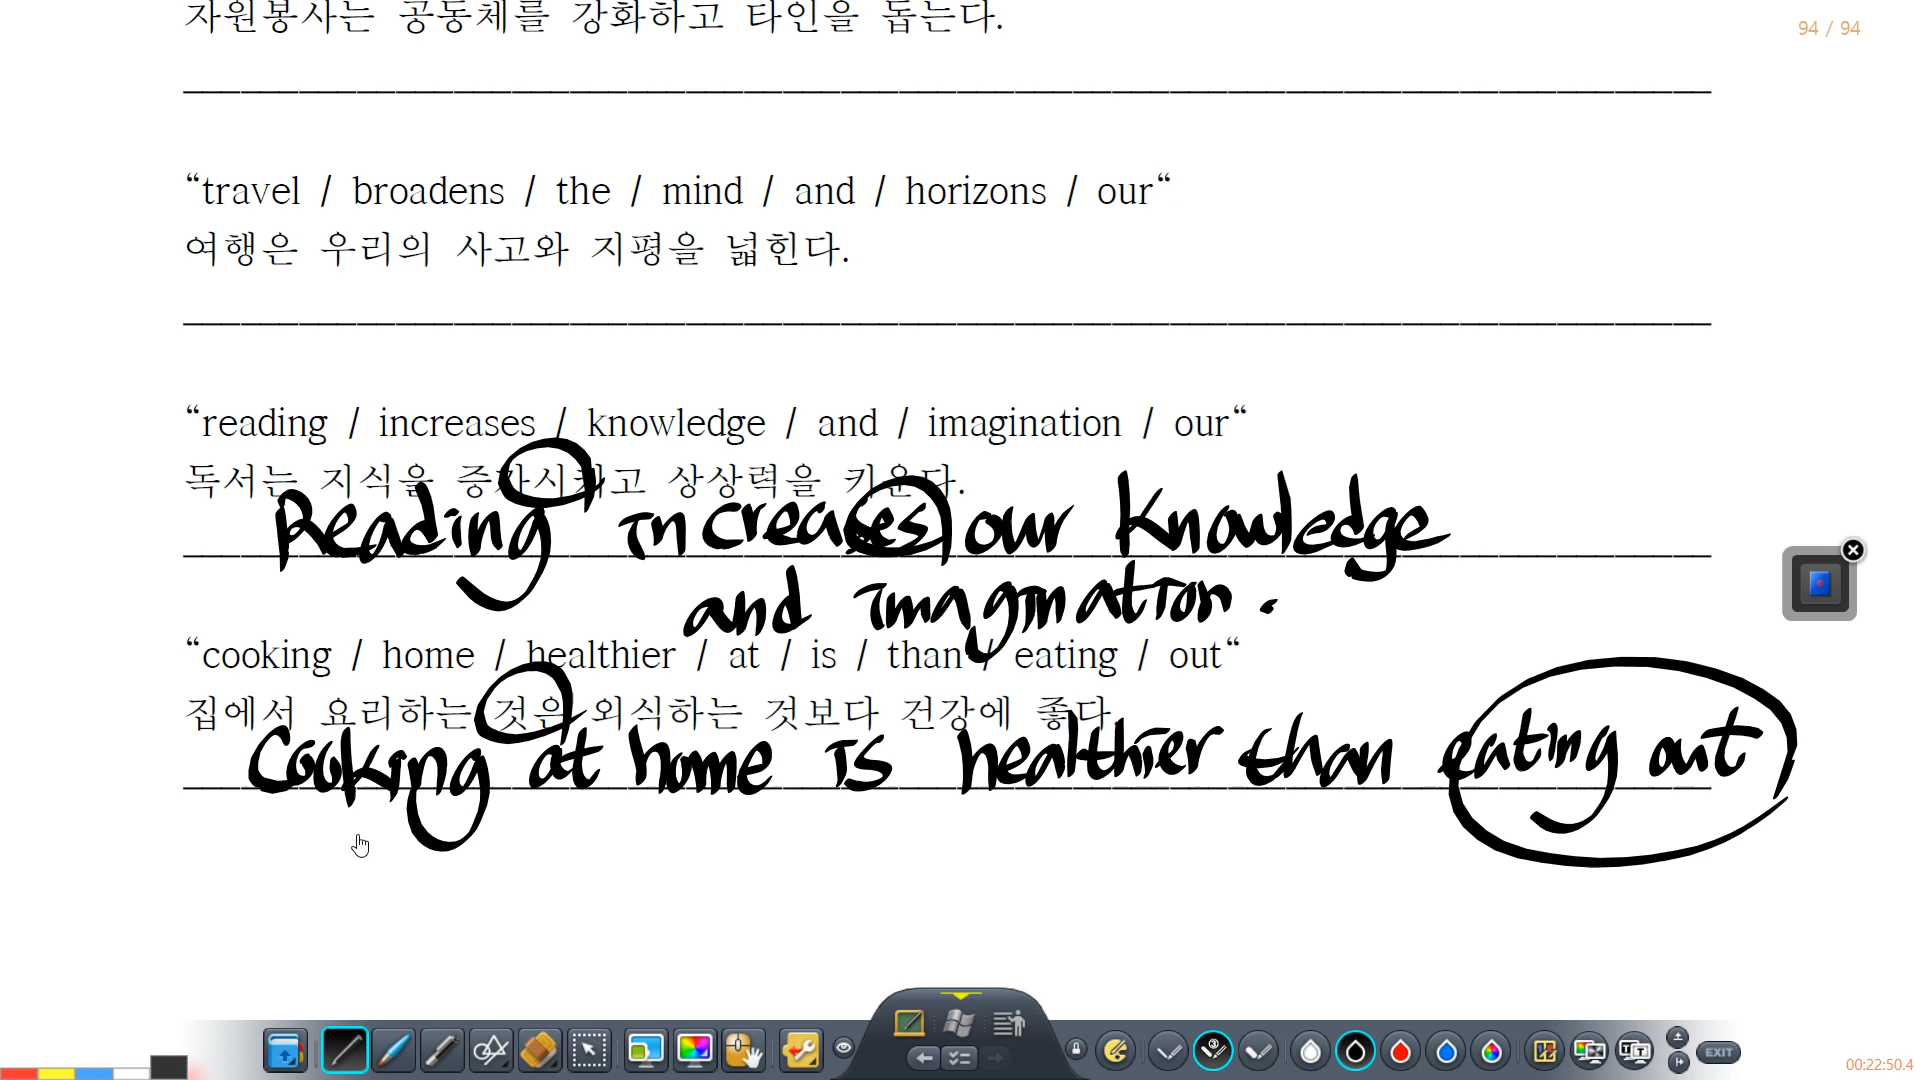 자원봉사는 공동체를 강화하고 타인을 돕는다.
94 / 94
“travel / broadens / the / mind / and / horizons / our“
여행은 우리의 사고와 지평을 넓힌다.
“reading / increases / knowledge / and / imagination / our“
독서는 지식을 증가시키고 상상력을 키운다.
Reading increases our knowledge
and imagination.
“cooking / home / healthier / at / is / than / eating / out“
집에서 요리하는 것은 외식하는 것보다 건강에 좋다.
Cooking at home is healthier than eating out
EXIT
00:22:50.4